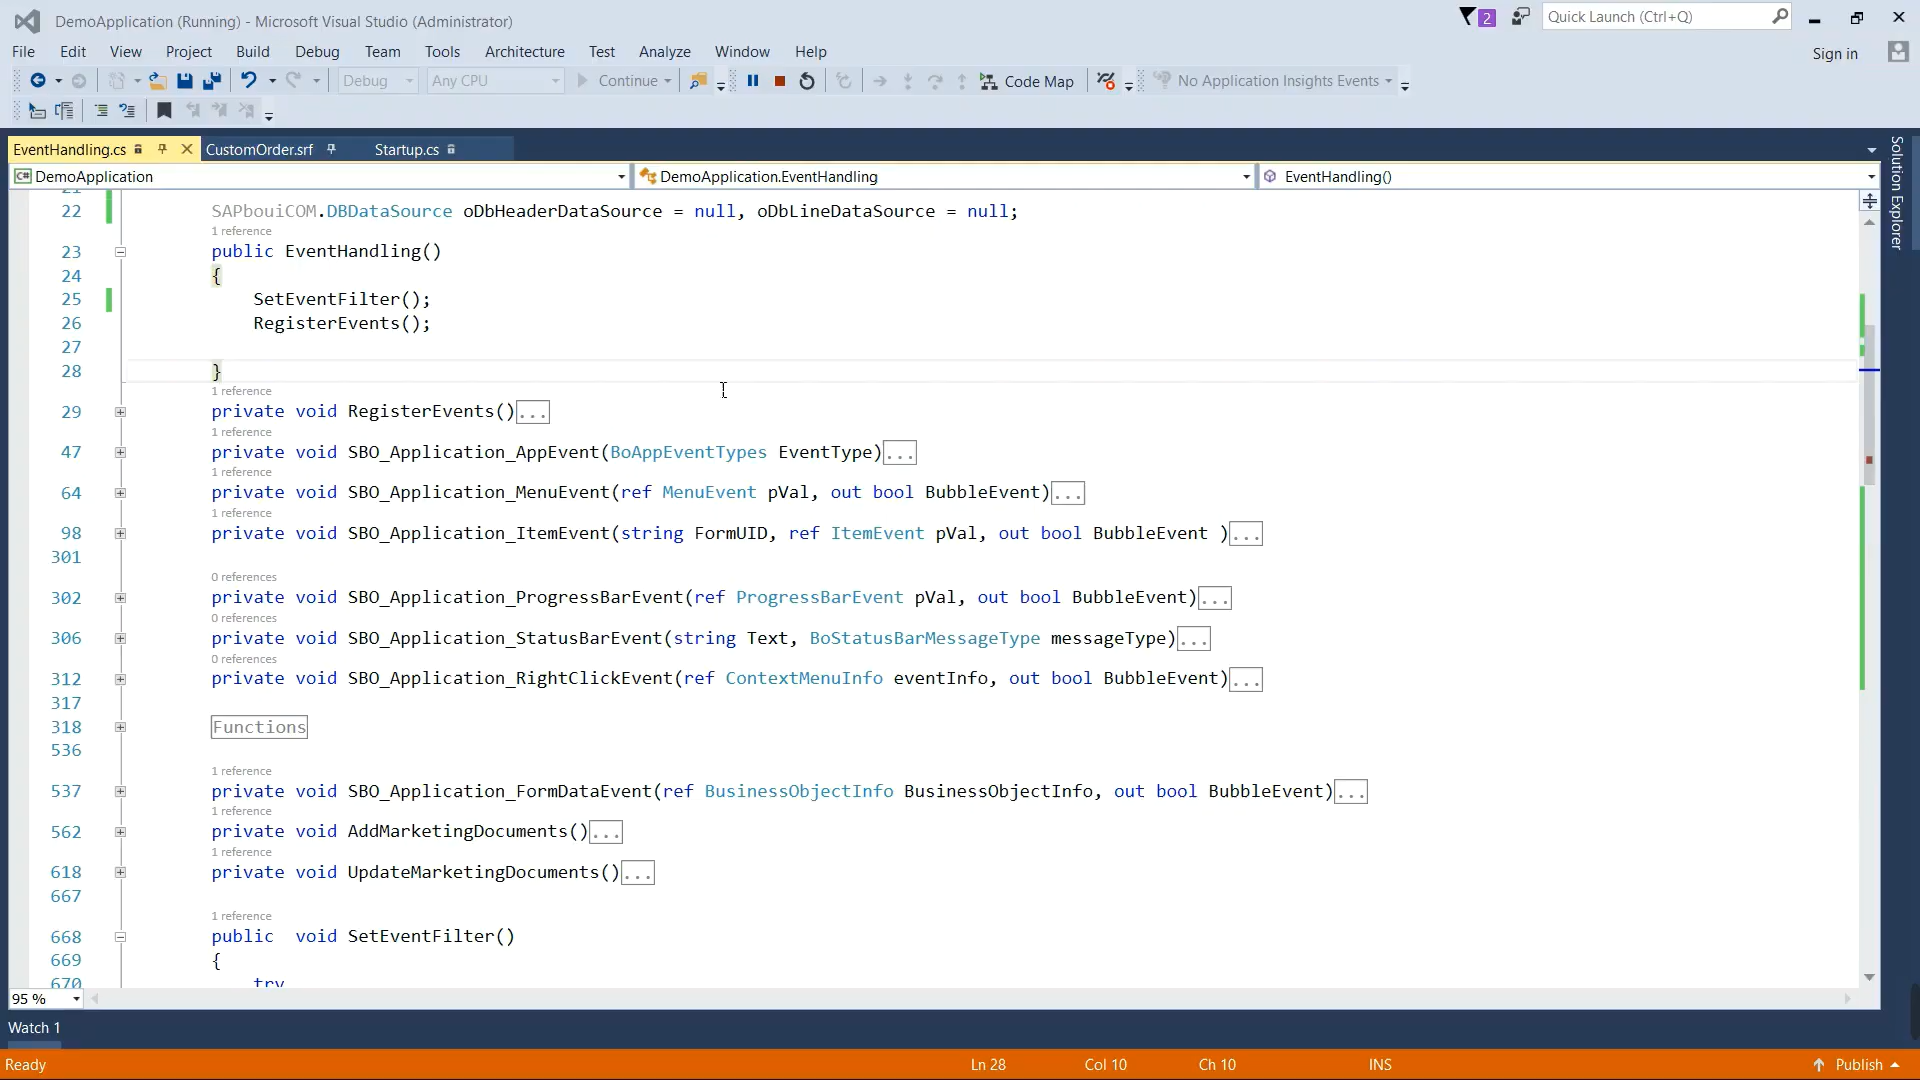 DemoApplication (Running) - Microsoft Visual Studio (Administrator)
2
Quick Launch (Ctrl+Q)
File Edit View Project Build Debug Team Tools Architecture Test Analyze Window Help
Sign in
Debug Any CPU Continue Code Map No Application Insights Events
EventHandling.cs CustomOrder.srf Startup.cs
Solution Explorer
C# DemoApplication DemoApplication.EventHandling EventHandling()
21
22 SAPbouiCOM.DBDataSource oDbHeaderDataSource = null, oDbLineDataSource = null;
1 reference
23 public EventHandling()
24 {
25 SetEventFilter();
26 RegisterEvents();
27
28 }
1 reference
29 private void RegisterEvents()...
1 reference
47 private void SBO_Application_AppEvent(BoAppEventTypes EventType)...
1 reference
64 private void SBO_Application_MenuEvent(ref MenuEvent pVal, out bool BubbleEvent)...
1 reference
98 private void SBO_Application_ItemEvent(string FormUID, ref ItemEvent pVal, out bool BubbleEvent )...
301
0 references
302 private void SBO_Application_ProgressBarEvent(ref ProgressBarEvent pVal, out bool BubbleEvent)...
0 references
306 private void SBO_Application_StatusBarEvent(string Text, BoStatusBarMessageType messageType)...
0 references
312 private void SBO_Application_RightClickEvent(ref ContextMenuInfo eventInfo, out bool BubbleEvent)...
317
318 Functions
536
1 reference
537 private void SBO_Application_FormDataEvent(ref BusinessObjectInfo BusinessObjectInfo, out bool BubbleEvent)...
1 reference
562 private void AddMarketingDocuments()...
1 reference
618 private void UpdateMarketingDocuments()...
667
1 reference
668 public  void SetEventFilter()
669 {
670 try
95 %
Watch 1
Ready Ln 28 Col 10 Ch 10 INS Publish